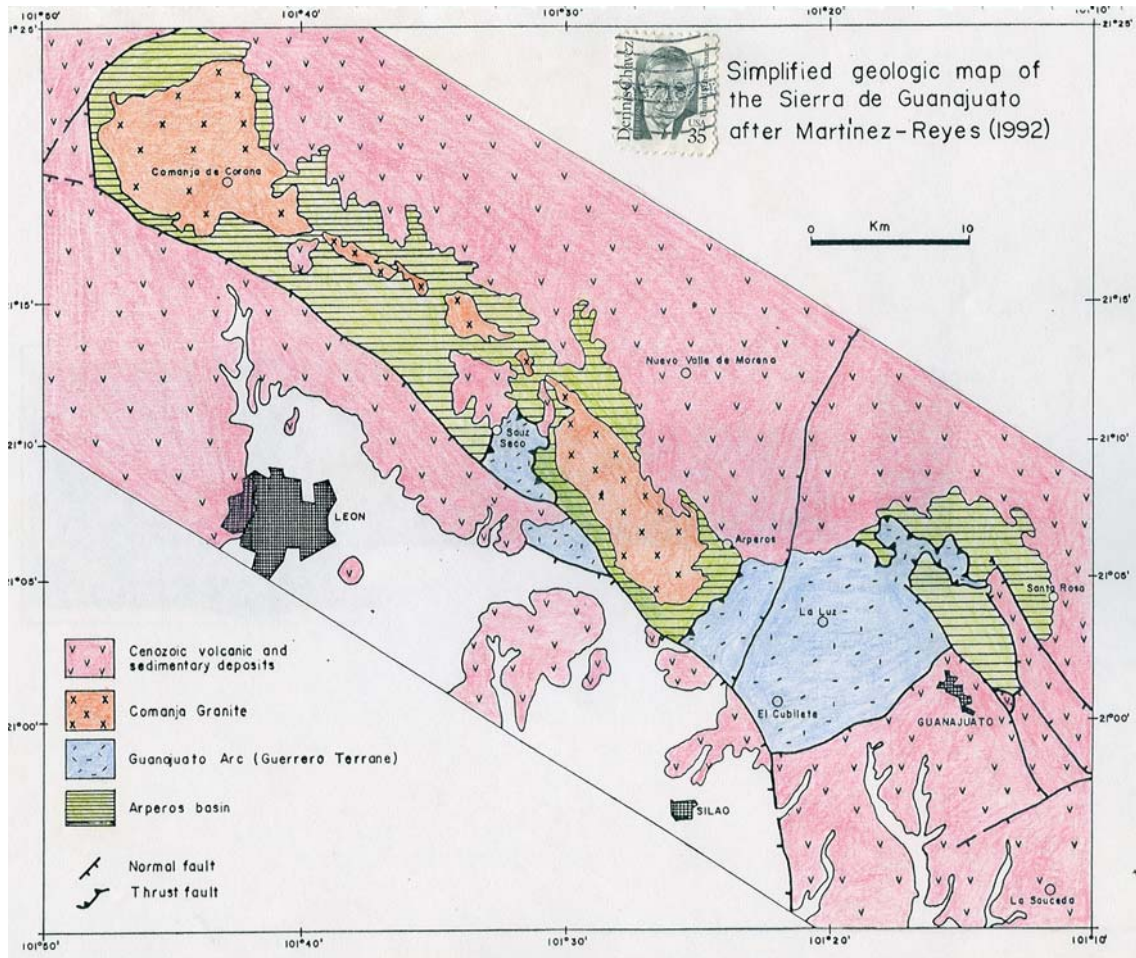 101°50'
101°40'
101°30'
101°20'
101°10'
21°25'
21°25'
Dennis Chavez
USA
35
Simplified geologic map of
the Sierra de Guanajuato
after Martínez-Reyes (1992)
0 Km 10
Comanja de Corona
21°15'
21°15'
Nuevo Valle de Moreno
21°10'
21°10'
Sauz
Seco
LEON
Arperos
21°05'
21°05'
Santa Rosa
La Luz
Cenozoic volcanic and
sedimentary deposits
Comanja Granite
El Cubilete
GUANAJUATO
21°00'
21°00'
Guanajuato Arc (Guerrero Terrane)
Arperos basin
SILAO
Normal fault
Thrust fault
La Sauceda
101°50'
101°40'
101°30'
101°20'
101°10'